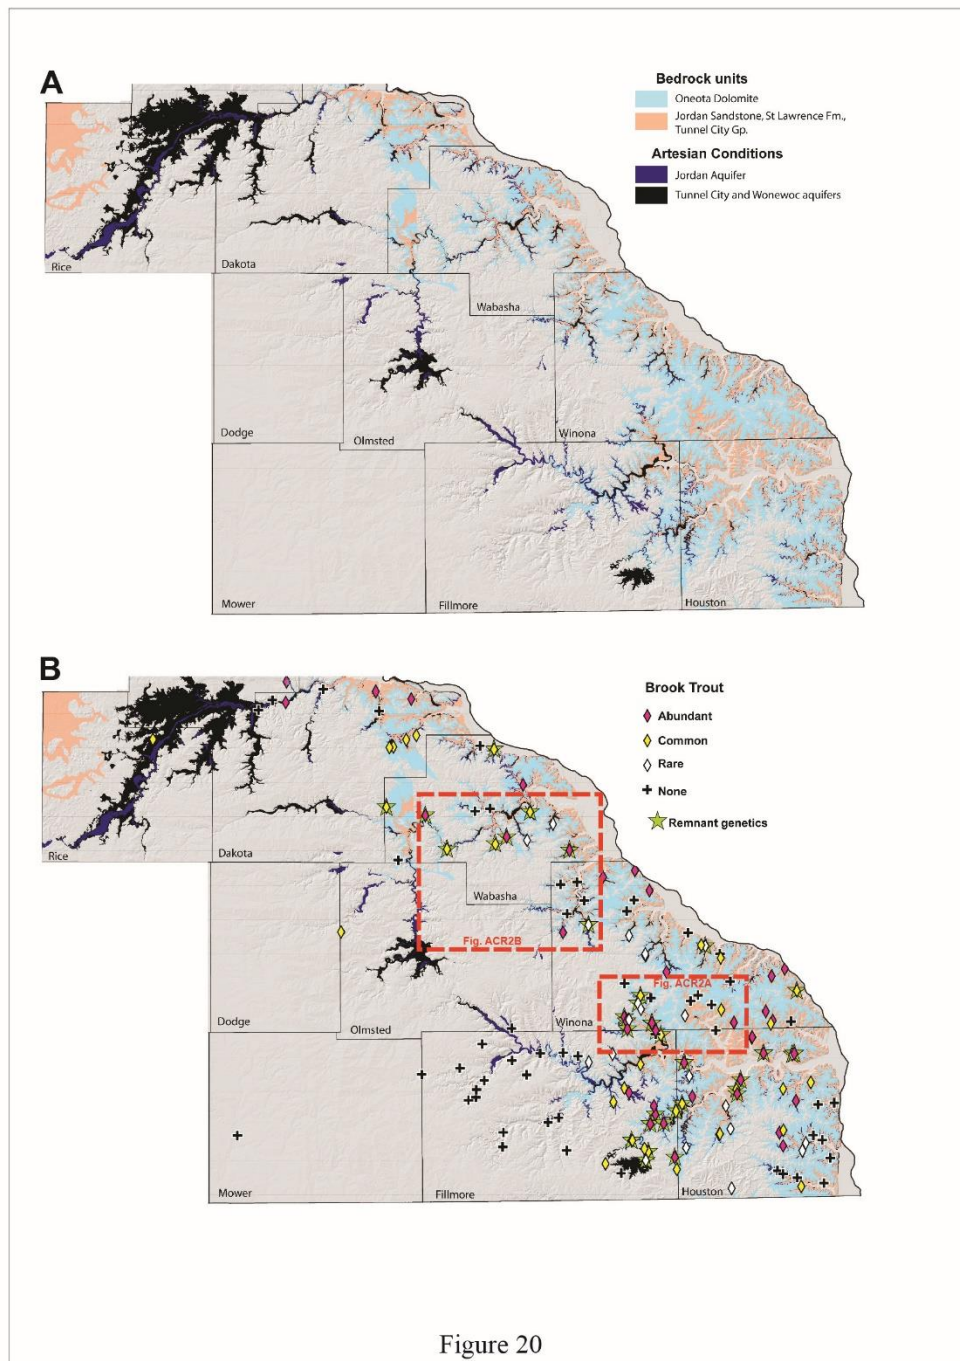 A
Bedrock units
Oneota Dolomite
Jordan Sandstone, St Lawrence Fm.,
Tunnel City Gp.
Artesian Conditions
Jordan Aquifer
Tunnel City and Wonewoc aquifers
Rice
Dakota
Wabasha
Dodge
Olmsted
Winona
Mower
Fillmore
Houston
B
Brook Trout
Abundant
Common
Rare
None
Remnant genetics
Rice
Dakota
Wabasha
Fig. ACR2B
Fig. ACR2A
Dodge
Olmsted
Winona
Mower
Fillmore
Houston
Figure 20